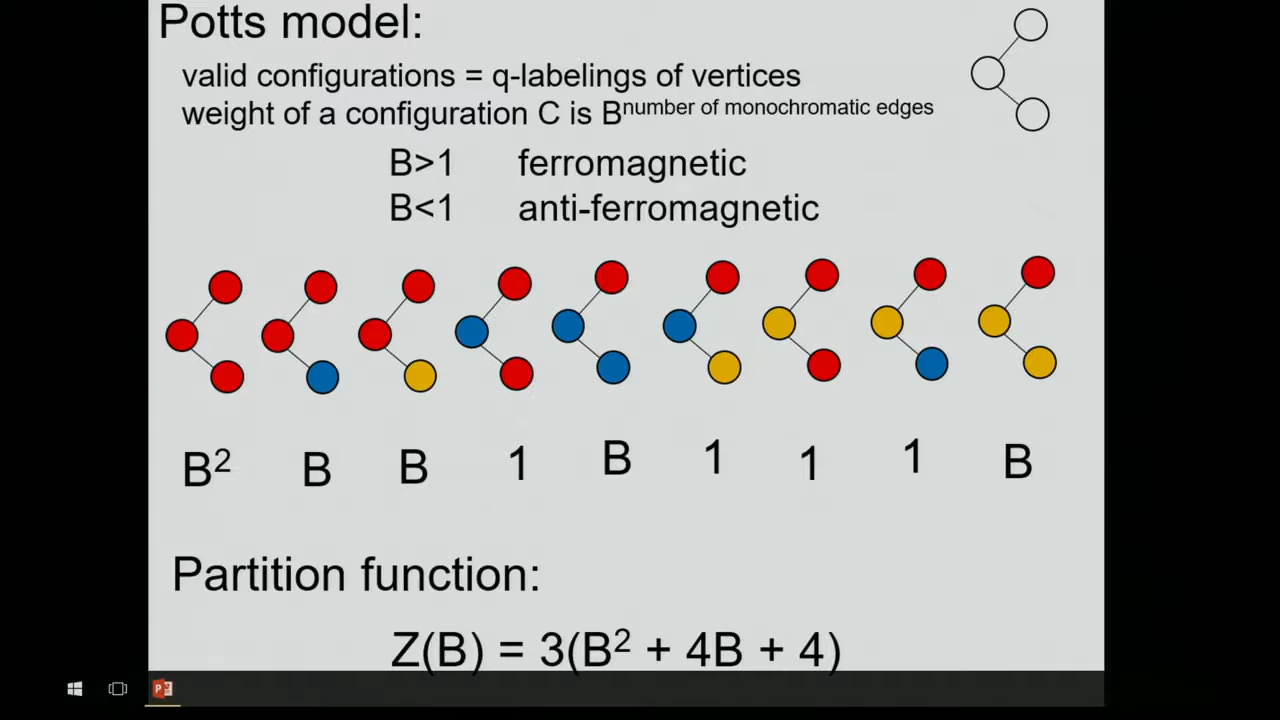 Potts model:
valid configurations = q-labelings of vertices
weight of a configuration C is B^number of monochromatic edges
B>1 ferromagnetic
B<1 anti-ferromagnetic
B² B B 1 B 1 1 1 B
Partition function:
Z(B) = 3(B² + 4B + 4)
P